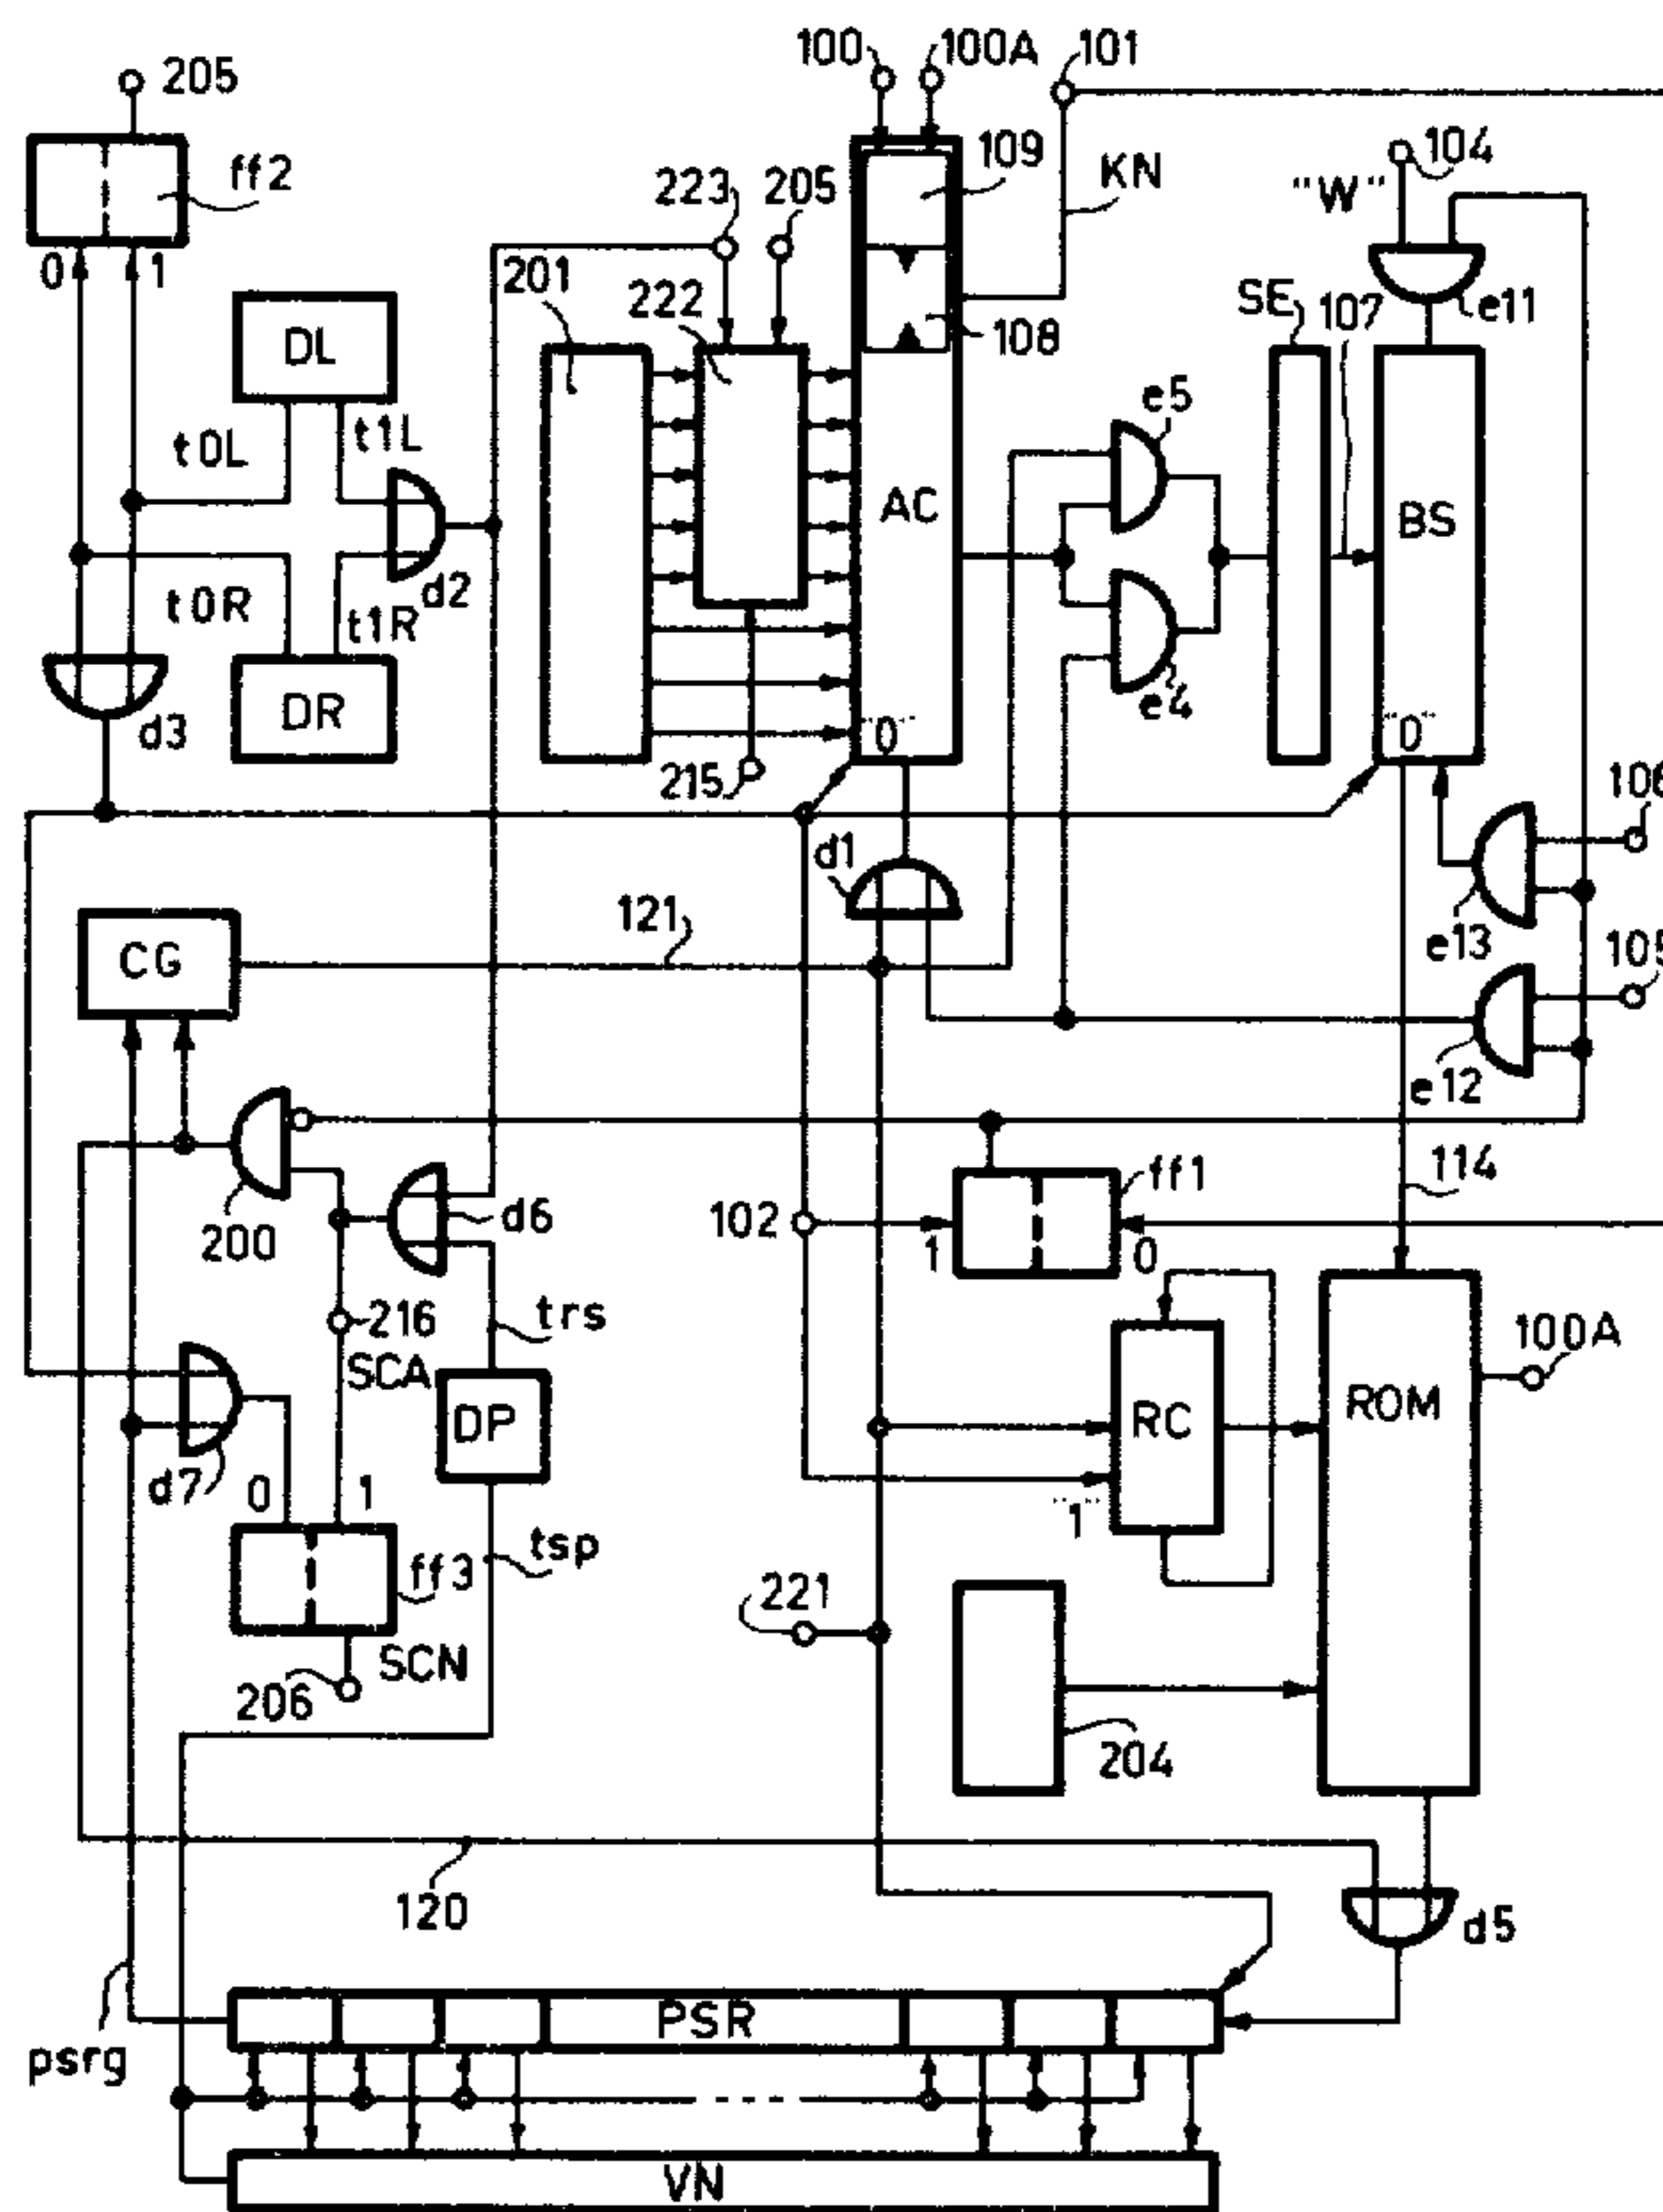 100
100A
101
205
ff2
0
1
109
KN
104
"W"
223
205
201
222
108
SE
107
e11
DL
t0L
t1L
e5
AC
BS
d2
t0R
t1R
DR
d3
e4
"0"
"0"
215
106
d1
121
CG
e13
105
e12
200
d6
102
ff1
1
0
114
216
trs
100A
SCA
DP
RC
ROM
d7
0
1
"1"
tsp
ff3
221
SCN
206
204
120
d5
PSR
psrg
VN